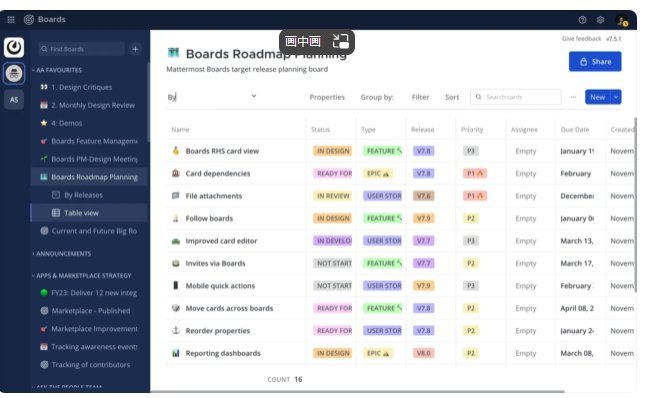 Boards
画中画
Give feedback v7.5.1
Find Boards
AA FAVOURITES
1. Design Critiques
2. Monthly Design Review
4: Demos
Boards Feature Managem
Boards PM-Design Meeting
Boards Roadmap Planning
By Releases
Table view
Current and Future Big Ro
ANNOUNCEMENTS
APPS & MARKETPLACE STRATEGY
FY23: Deliver 12 new integ
Marketplace - Published
Marketplace Improvement
Tracking awareness events
Tracking of contributors
ASK THE PEOPLE TEAM
AS
Boards Roadmap Planning
Mattermost Boards target release planning board
Share
By
Properties Group by: Filter Sort Search cards ... New
Name Status Type Release Priority Assignee Due Date Created
Boards RHS card view IN DESIGN FEATURE V7.8 P3 Empty January 1 Novem
Card dependencies READY FOR EPIC V7.8 P1 Empty February Novem
File attachments IN REVIEW USER STOR V7.6 P1 Empty December Novem
Follow boards IN DESIGN FEATURE V7.9 P2 Empty January 0 Novem
Improved card editor IN DEVELO USER STOR V7.7 P3 Empty March 13, Novem
Invites via Boards NOT START FEATURE V7.7 P2 Empty March 17, Novem
Mobile quick actions NOT START USER STOR V7.9 P3 Empty February Novem
Move cards across boards READY FOR FEATURE V7.8 P2 Empty April 08, 2 Novem
Reorder properties READY FOR USER STOR V7.8 P2 Empty January 2 Novem
Reporting dashboards IN DESIGN EPIC V8.0 P2 Empty March 08, Novem
COUNT 16